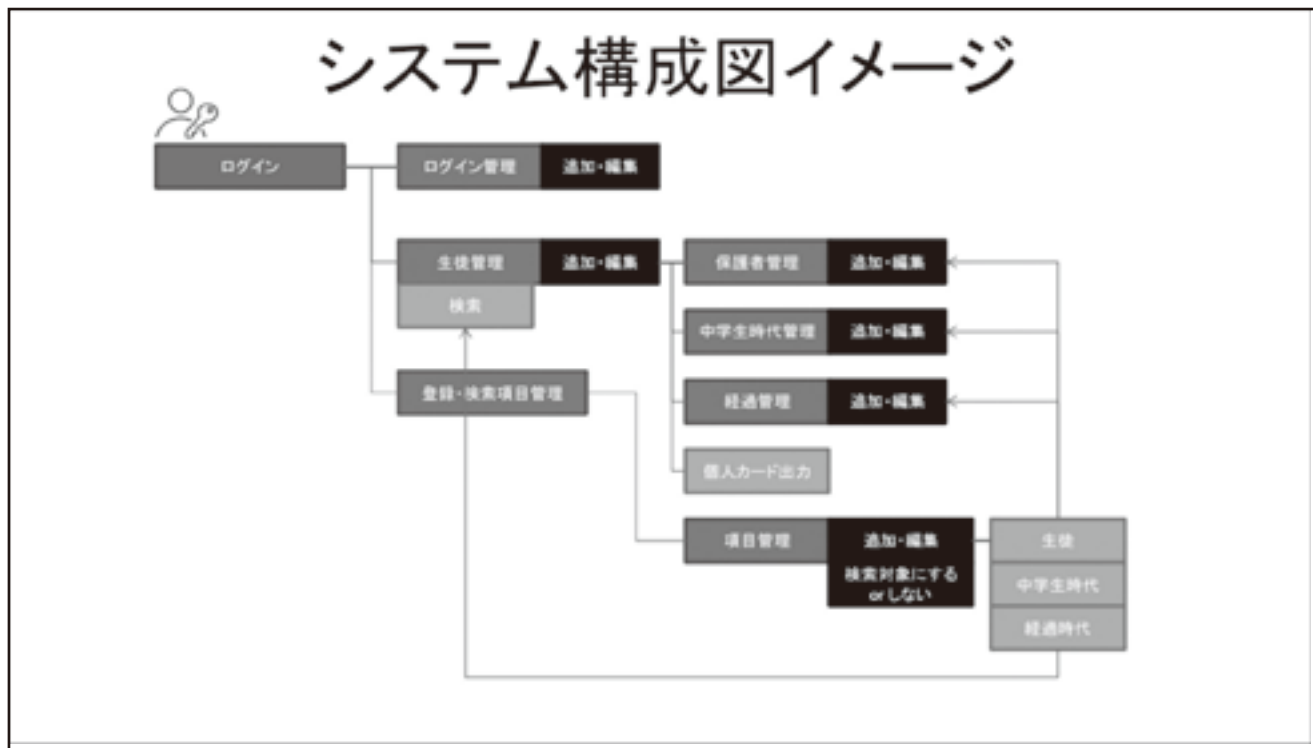 システム構成図イメージ
ログイン
ログイン管理
追加・編集
生徒管理
追加・編集
検索
保護者管理
追加・編集
中学生時代管理
追加・編集
登録・検索項目管理
経過管理
追加・編集
個人カード出力
項目管理
追加・編集
検索対象にする
orしない
生徒
中学生時代
経過時代